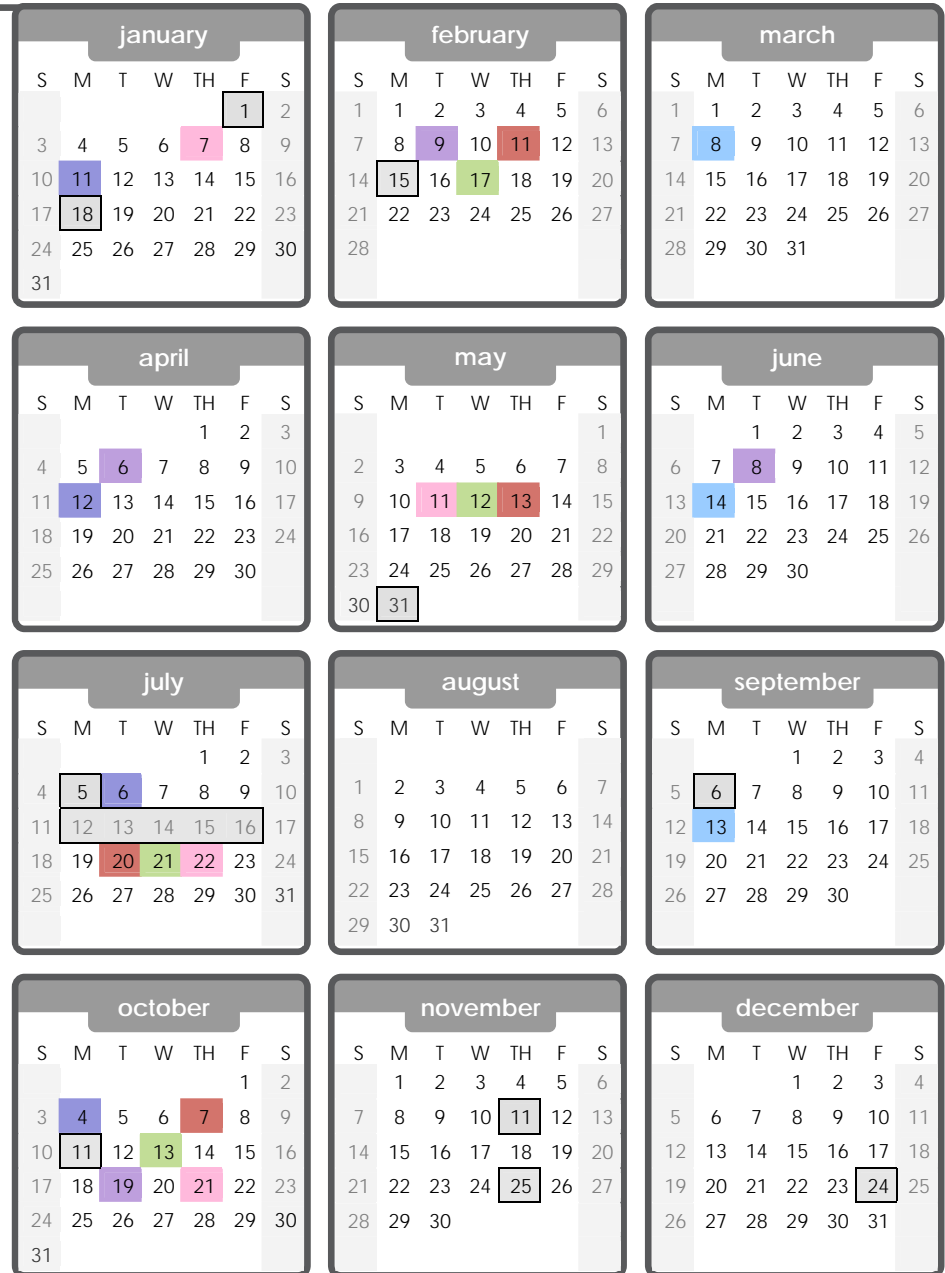 january
S M T W TH F S
1 2
3 4 5 6 7 8 9
10 11 12 13 14 15 16
17 18 19 20 21 22 23
24 25 26 27 28 29 30
31
february
S M T W TH F S
1 1 2 3 4 5 6
7 8 9 10 11 12 13
14 15 16 17 18 19 20
21 22 23 24 25 26 27
28
march
S M T W TH F S
1 1 2 3 4 5 6
7 8 9 10 11 12 13
14 15 16 17 18 19 20
21 22 23 24 25 26 27
28 29 30 31
april
S M T W TH F S
1 2 3
4 5 6 7 8 9 10
11 12 13 14 15 16 17
18 19 20 21 22 23 24
25 26 27 28 29 30
may
S M T W TH F S
1
2 3 4 5 6 7 8
9 10 11 12 13 14 15
16 17 18 19 20 21 22
23 24 25 26 27 28 29
30 31
june
S M T W TH F S
1 2 3 4 5
6 7 8 9 10 11 12
13 14 15 16 17 18 19
20 21 22 23 24 25 26
27 28 29 30
july
S M T W TH F S
1 2 3
4 5 6 7 8 9 10
11 12 13 14 15 16 17
18 19 20 21 22 23 24
25 26 27 28 29 30 31
august
S M T W TH F S
1 2 3 4 5 6 7
8 9 10 11 12 13 14
15 16 17 18 19 20 21
22 23 24 25 26 27 28
29 30 31
september
S M T W TH F S
1 2 3 4
5 6 7 8 9 10 11
12 13 14 15 16 17 18
19 20 21 22 23 24 25
26 27 28 29 30
october
S M T W TH F S
1 2
3 4 5 6 7 8 9
10 11 12 13 14 15 16
17 18 19 20 21 22 23
24 25 26 27 28 29 30
31
november
S M T W TH F S
1 2 3 4 5 6
7 8 9 10 11 12 13
14 15 16 17 18 19 20
21 22 23 24 25 26 27
28 29 30
december
S M T W TH F S
1 2 3 4
5 6 7 8 9 10 11
12 13 14 15 16 17 18
19 20 21 22 23 24 25
26 27 28 29 30 31